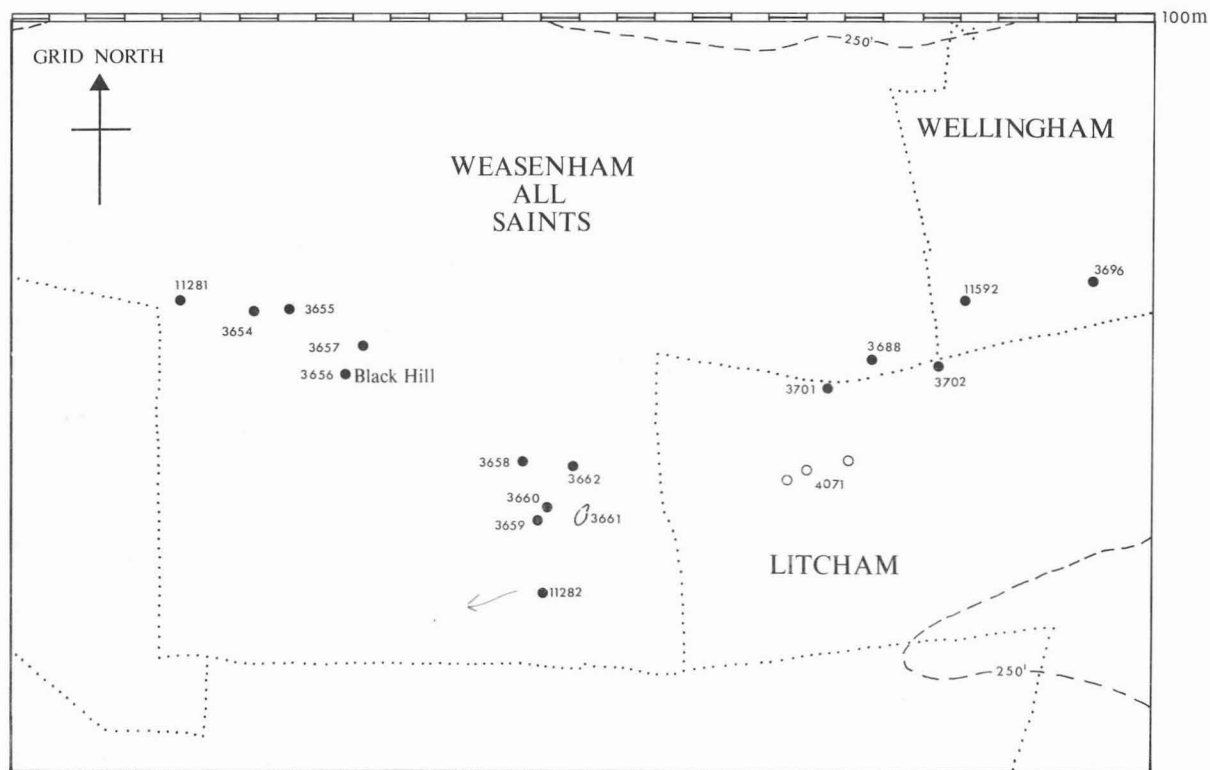 100m
250'
GRID NORTH
WELLINGHAM
WEASENHAM
ALL
SAINTS
3696
11281
11592
3655
3654
3657
3688
3656
Black Hill
3702
3701
3658
3662
4071
3660
3661
3659
LITCHAM
11282
250'